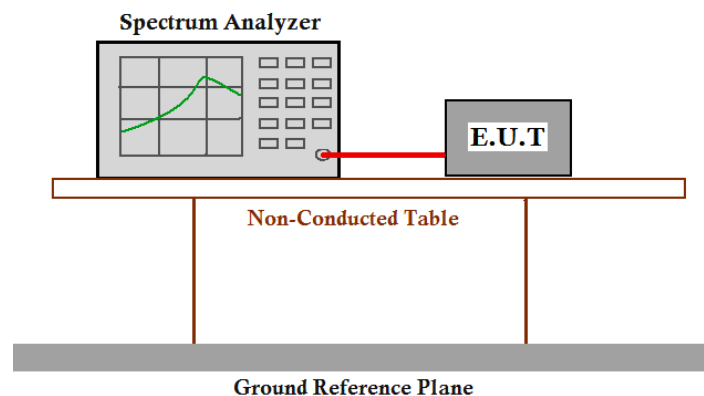 Spectrum Analyzer
E.U.T
Non-Conducted Table
Ground Reference Plane